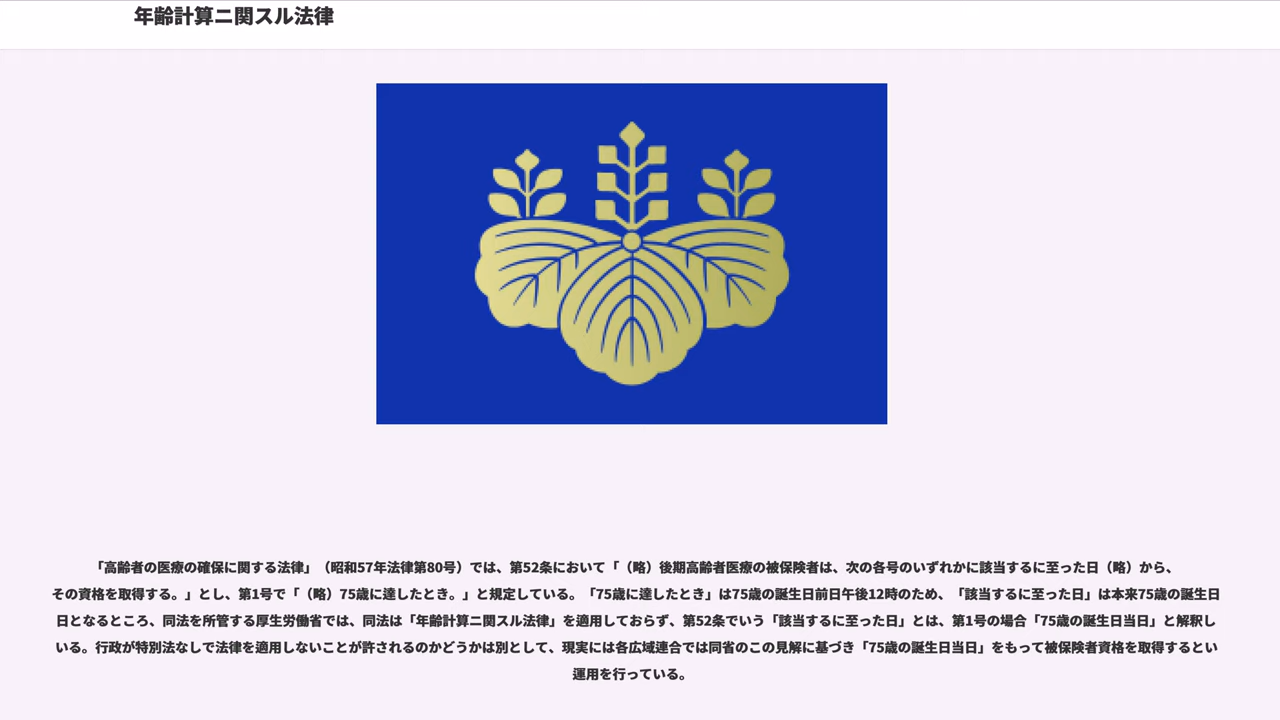 年齢計算ニ関スル法律
「高齢者の医療の確保に関する法律」（昭和57年法律第80号）では、第52条において「（略）後期高齢者医療の被保険者は、次の各号のいずれかに該当するに至った日（略）から、
その資格を取得する。」とし、第1号で「（略）75歳に達したとき。」と規定している。「75歳に達したとき」は75歳の誕生日前日午後12時のため、「該当するに至った日」は本来75歳の誕生日
日となるところ、同法を所管する厚生労働省では、同法は「年齢計算ニ関スル法律」を適用しておらず、第52条でいう「該当するに至った日」とは、第1号の場合「75歳の誕生日当日」と解釈し
いる。行政が特別法なしで法律を適用しないことが許されるのかどうかは別として、現実には各広域連合では同省のこの見解に基づき「75歳の誕生日当日」をもって被保険者資格を取得するとい
運用を行っている。